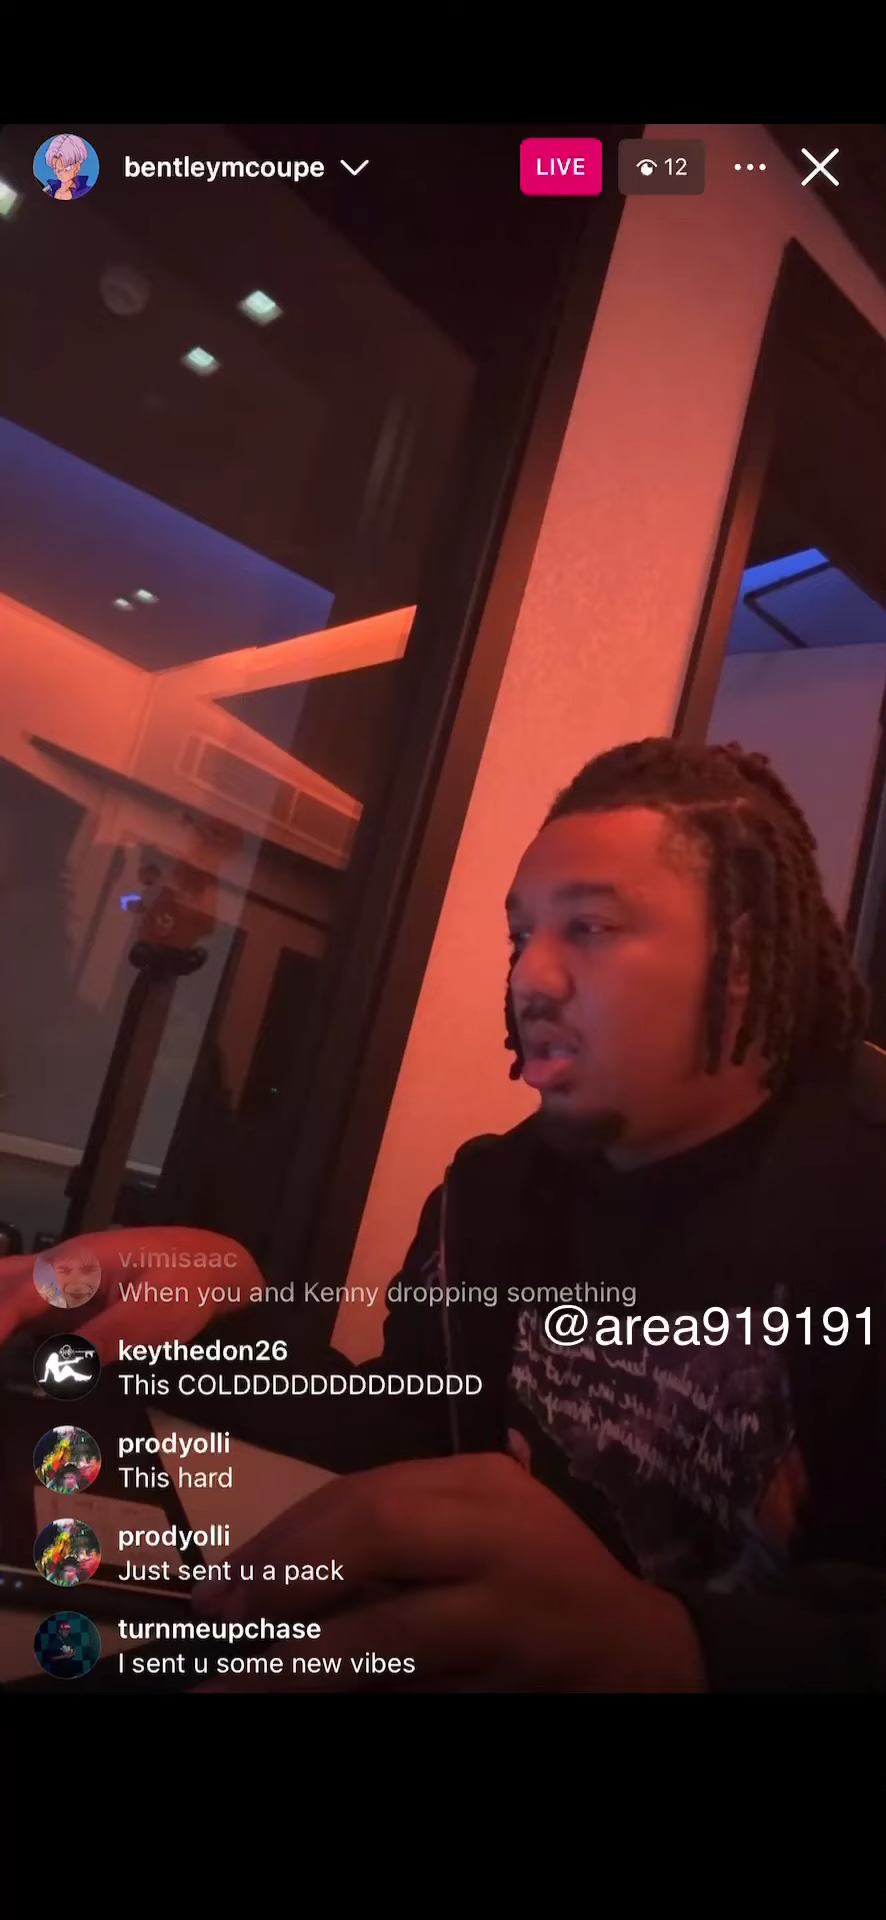 bentleymcoupe
LIVE
12
v.imisaac
When you and Kenny dropping something
@area919191
keythedon26
This COLDDDDDDDDDDDDD
prodyolli
This hard
prodyolli
Just sent u a pack
turnmeupchase
I sent u some new vibes